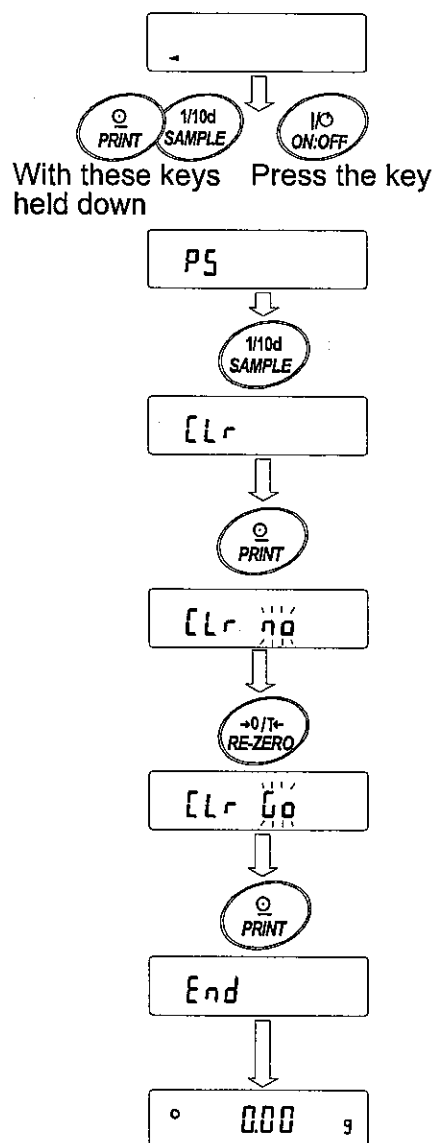 PRINT
1/10d
SAMPLE
I/
ON:OFF
With these keys Press the key
held down
PS
1/10d
SAMPLE
CLr
PRINT
CLr no
→0/T←
RE-ZERO
CLr Go
PRINT
End
0.00 g